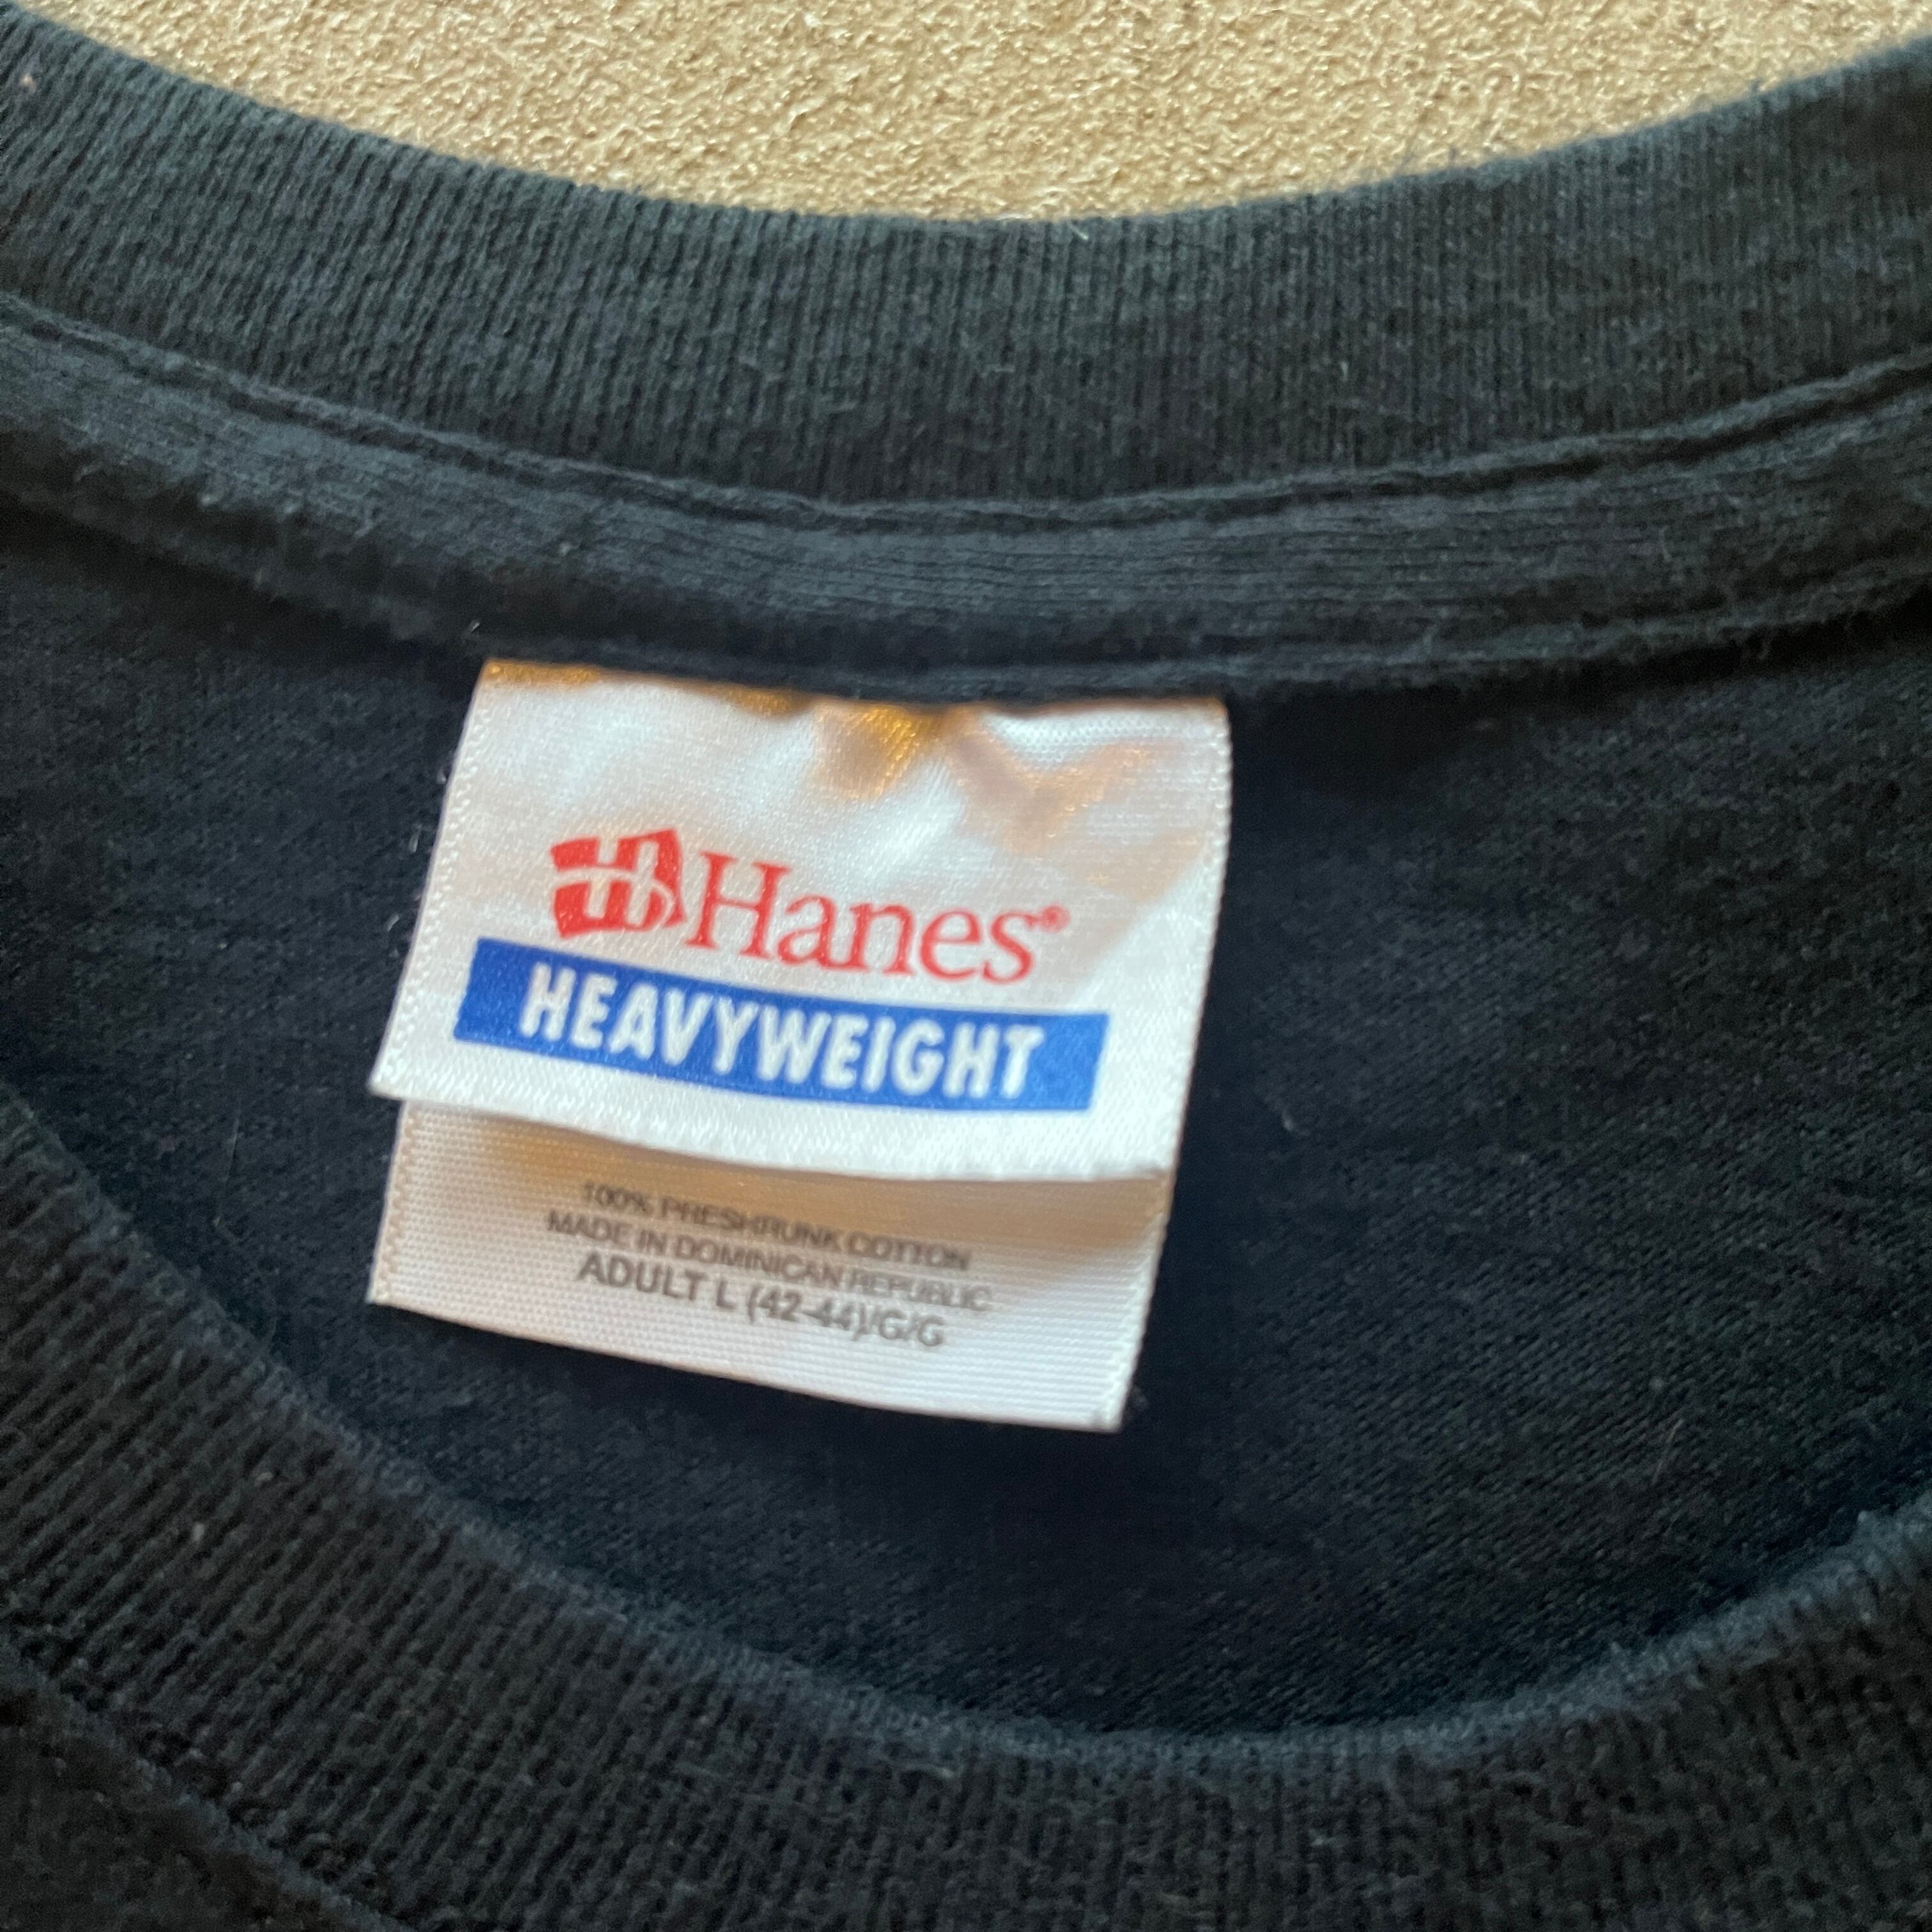 Hanes®
HEAVYWEIGHT
100% PRESHRUNK COTTON
MADE IN DOMINICAN REPUBLIC
ADULT L (42-44)/G/G